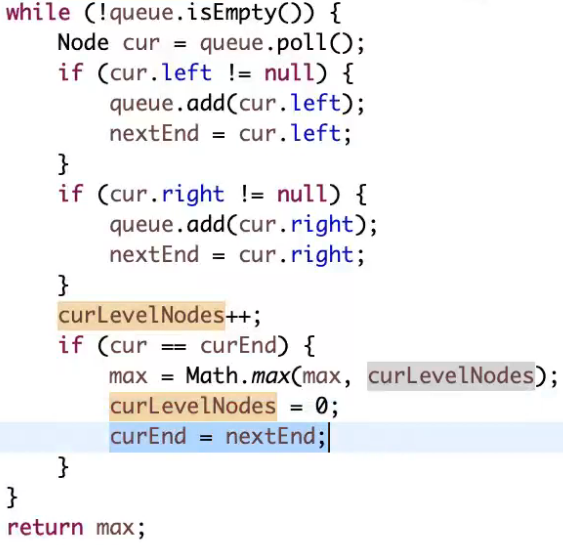 while (!queue.isEmpty()) {
    Node cur = queue.poll();
    if (cur.left != null) {
        queue.add(cur.left);
        nextEnd = cur.left;
    }
    if (cur.right != null) {
        queue.add(cur.right);
        nextEnd = cur.right;
    }
    curLevelNodes++;
    if (cur == curEnd) {
        max = Math.max(max, curLevelNodes);
        curLevelNodes = 0;
        curEnd = nextEnd;
    }
}
return max;